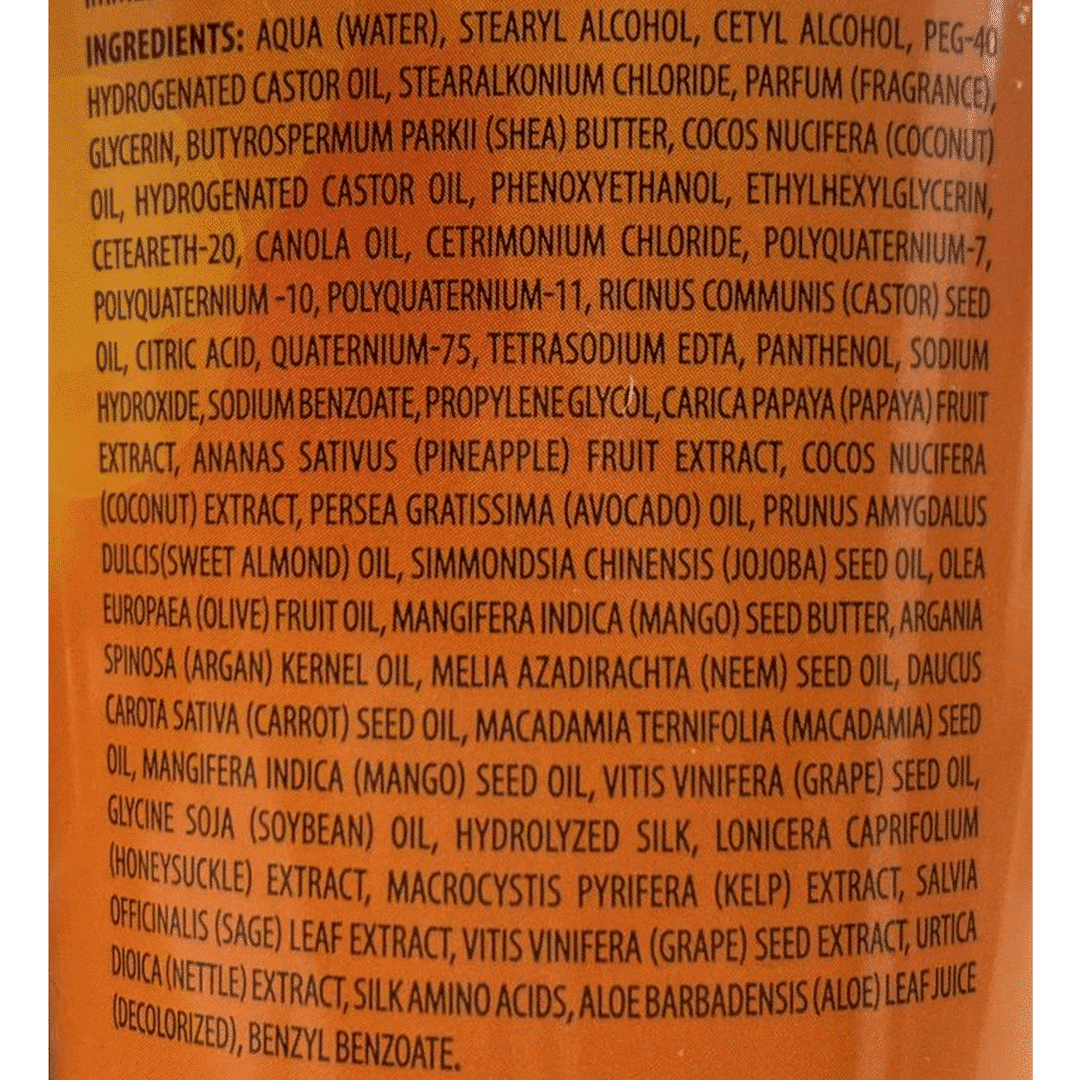 INGREDIENTS: AQUA (WATER), STEARYL ALCOHOL, CETYL ALCOHOL, PEG-40
HYDROGENATED CASTOR OIL, STEARALKONIUM CHLORIDE, PARFUM (FRAGRANCE),
GLYCERIN, BUTYROSPERMUM PARKII (SHEA) BUTTER, COCOS NUCIFERA (COCONUT)
OIL, HYDROGENATED CASTOR OIL, PHENOXYETHANOL, ETHYLHEXYLGLYCERIN,
CETEARETH-20, CANOLA OIL, CETRIMONIUM CHLORIDE, POLYQUATERNIUM-7,
POLYQUATERNIUM -10, POLYQUATERNIUM-11, RICINUS COMMUNIS (CASTOR) SEED
OIL, CITRIC ACID, QUATERNIUM-75, TETRASODIUM EDTA, PANTHENOL, SODIUM
HYDROXIDE, SODIUM BENZOATE, PROPYLENE GLYCOL, CARICA PAPAYA (PAPAYA) FRUIT
EXTRACT, ANANAS SATIVUS (PINEAPPLE) FRUIT EXTRACT, COCOS NUCIFERA
(COCONUT) EXTRACT, PERSEA GRATISSIMA (AVOCADO) OIL, PRUNUS AMYGDALUS
DULCIS(SWEET ALMOND) OIL, SIMMONDSIA CHINENSIS (JOJOBA) SEED OIL, OLEA
EUROPAEA (OLIVE) FRUIT OIL, MANGIFERA INDICA (MANGO) SEED BUTTER, ARGANIA
SPINOSA (ARGAN) KERNEL OIL, MELIA AZADIRACHTA (NEEM) SEED OIL, DAUCUS
CAROTA SATIVA (CARROT) SEED OIL, MACADAMIA TERNIFOLIA (MACADAMIA) SEED
OIL, MANGIFERA INDICA (MANGO) SEED OIL, VITIS VINIFERA (GRAPE) SEED OIL,
GLYCINE SOJA (SOYBEAN) OIL, HYDROLYZED SILK, LONICERA CAPRIFOLIUM
(HONEYSUCKLE) EXTRACT, MACROCYSTIS PYRIFERA (KELP) EXTRACT, SALVIA
OFFICINALIS (SAGE) LEAF EXTRACT, VITIS VINIFERA (GRAPE) SEED EXTRACT, URTICA
DIOICA (NETTLE) EXTRACT, SILK AMINO ACIDS, ALOE BARBADENSIS (ALOE) LEAF JUICE
(DECOLORIZED), BENZYL BENZOATE.